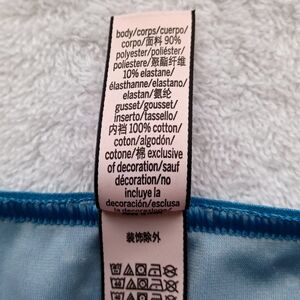 body/corps/cuerpo/
corpo/面料 90%
polyester/poliéster/
poliestere/聚酯纤维
10% elastane/
élasthanne/elastano/
elastan/氨纶
gusset/gousset/
inserto/tassello/
内裆 100% cotton/
coton/algodón/
cotone/棉 exclusive
of decoration/sauf
décoration/no
incluye la
decoración/esclusa
la decorazione/
装饰除外